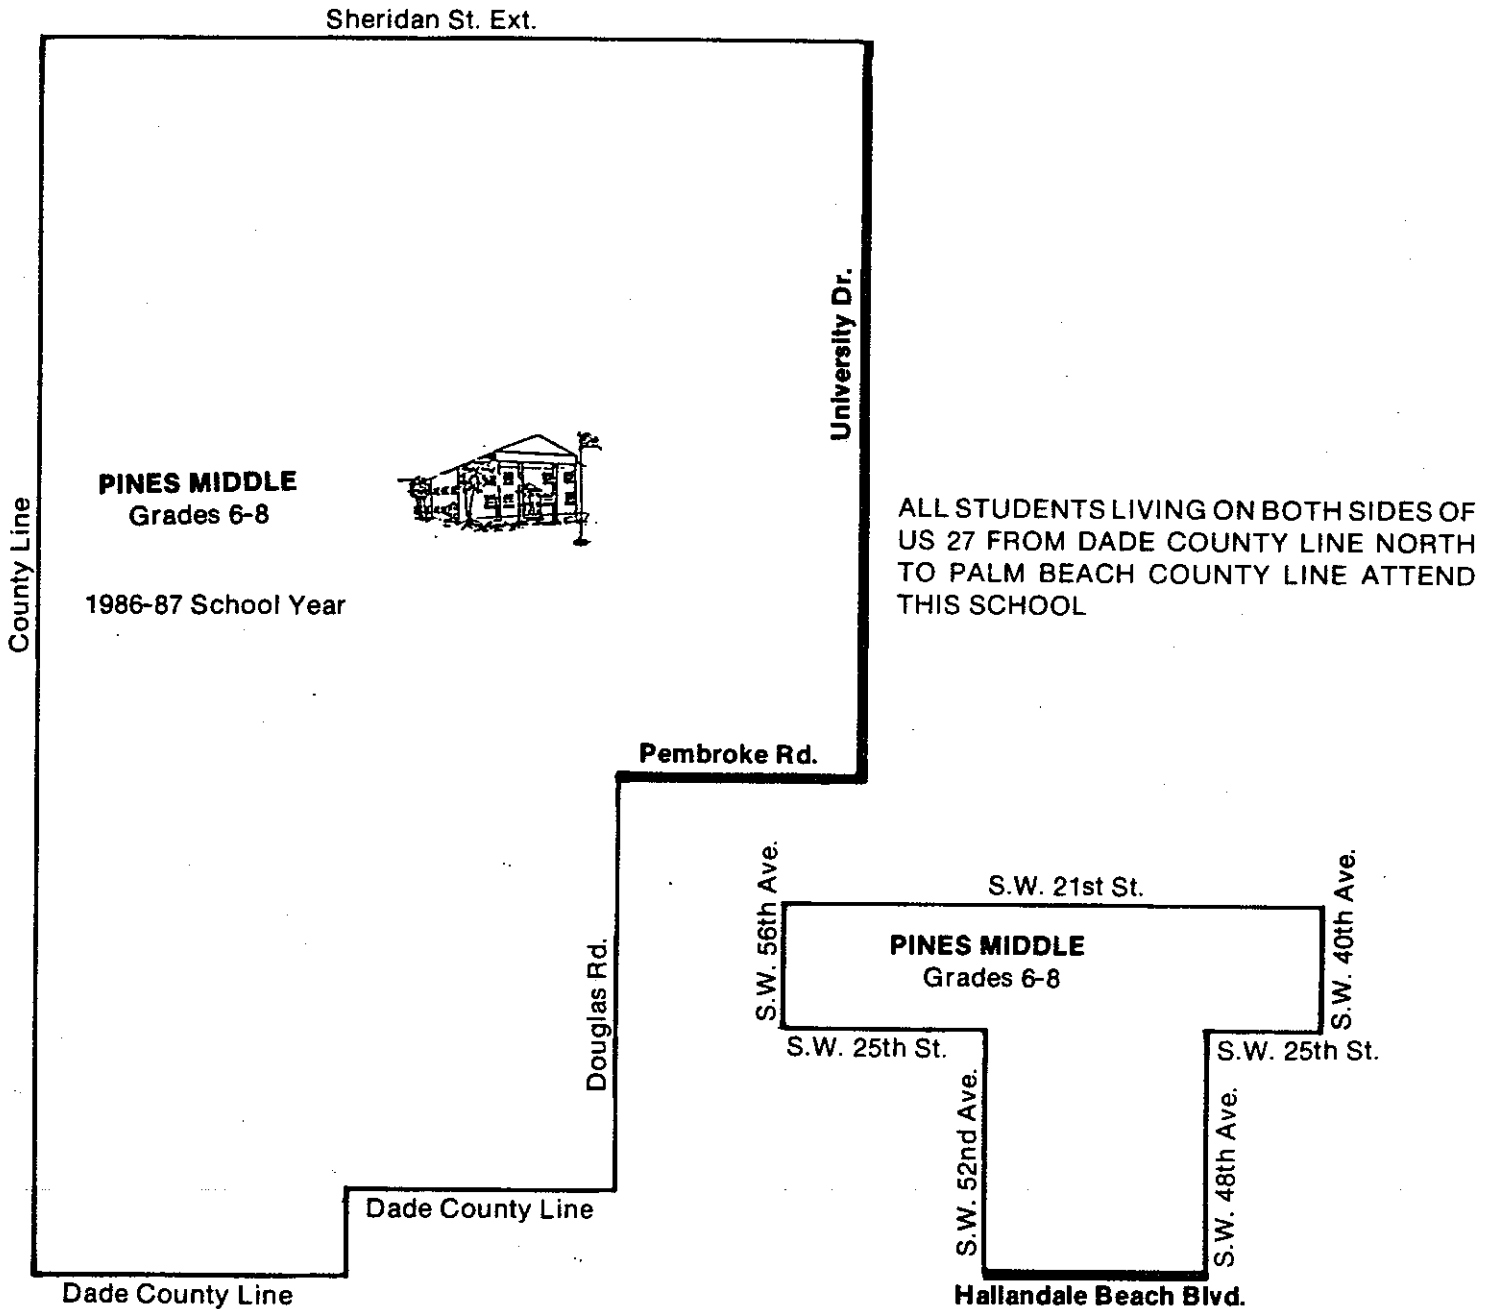 Sheridan St. Ext.
University Dr.
PINES MIDDLE
Grades 6-8
County Line
1986-87 School Year
ALL STUDENTS LIVING ON BOTH SIDES OF
US 27 FROM DADE COUNTY LINE NORTH
TO PALM BEACH COUNTY LINE ATTEND
THIS SCHOOL
Pembroke Rd.
Douglas Rd.
Dade County Line
Dade County Line
S.W. 56th Ave.
S.W. 21st St.
S.W. 40th Ave.
PINES MIDDLE
Grades 6-8
S.W. 25th St.
S.W. 25th St.
S.W. 52nd Ave.
S.W. 48th Ave.
Hallandale Beach Blvd.